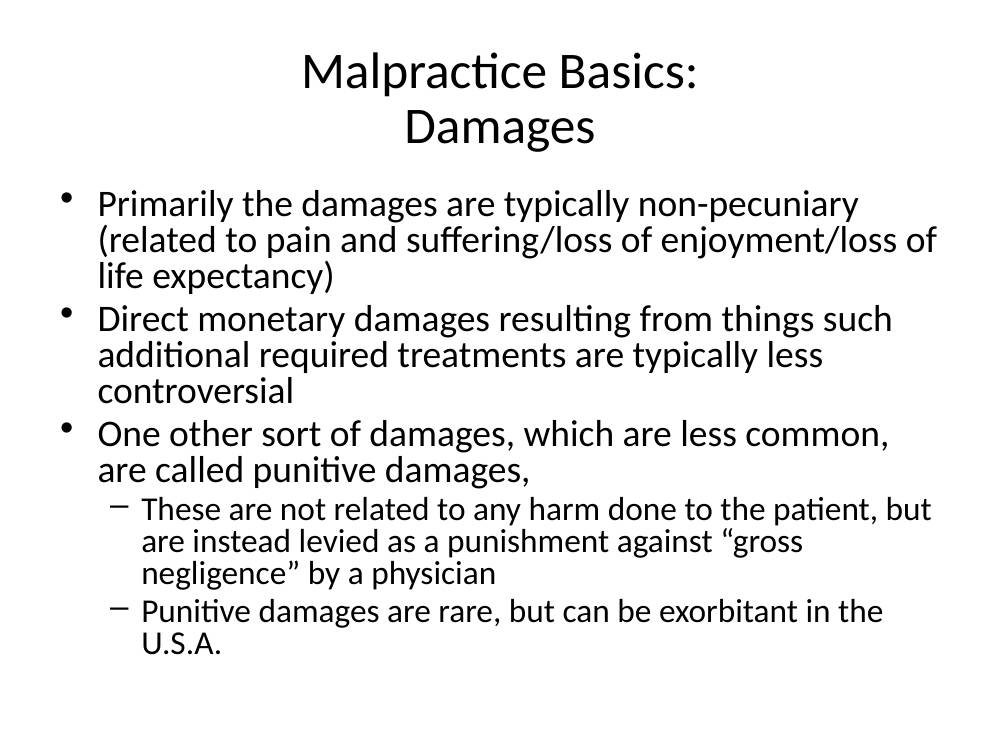 Malpractice Basics:
Damages
• Primarily the damages are typically non-pecuniary
(related to pain and suffering/loss of enjoyment/loss of
life expectancy)
• Direct monetary damages resulting from things such
additional required treatments are typically less
controversial
• One other sort of damages, which are less common,
are called punitive damages,
– These are not related to any harm done to the patient, but
are instead levied as a punishment against “gross
negligence” by a physician
– Punitive damages are rare, but can be exorbitant in the
U.S.A.